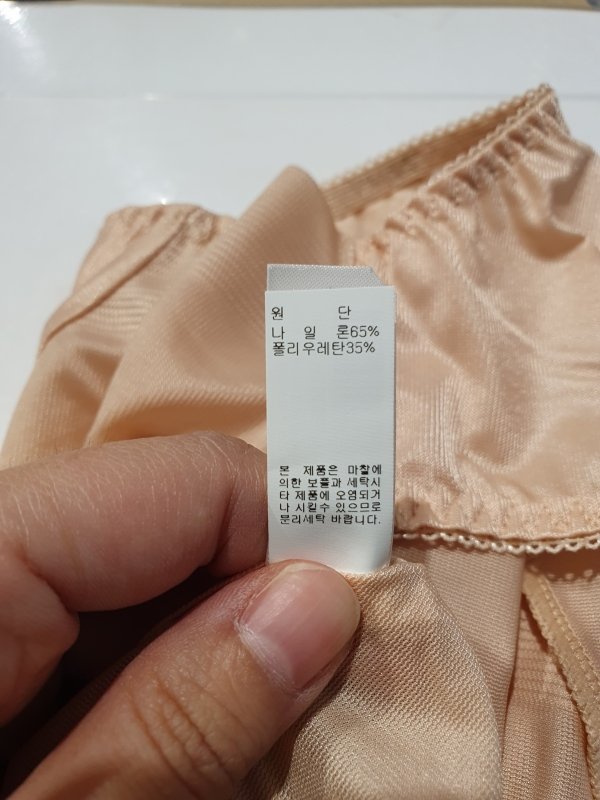 원 단
나 일 론65%
폴리우레탄35%
본 제품은 마찰에
의한 보풀과 세탁시
타 제품에 오염되거
나 시킬수 있으므로
분리세탁 바랍니다.